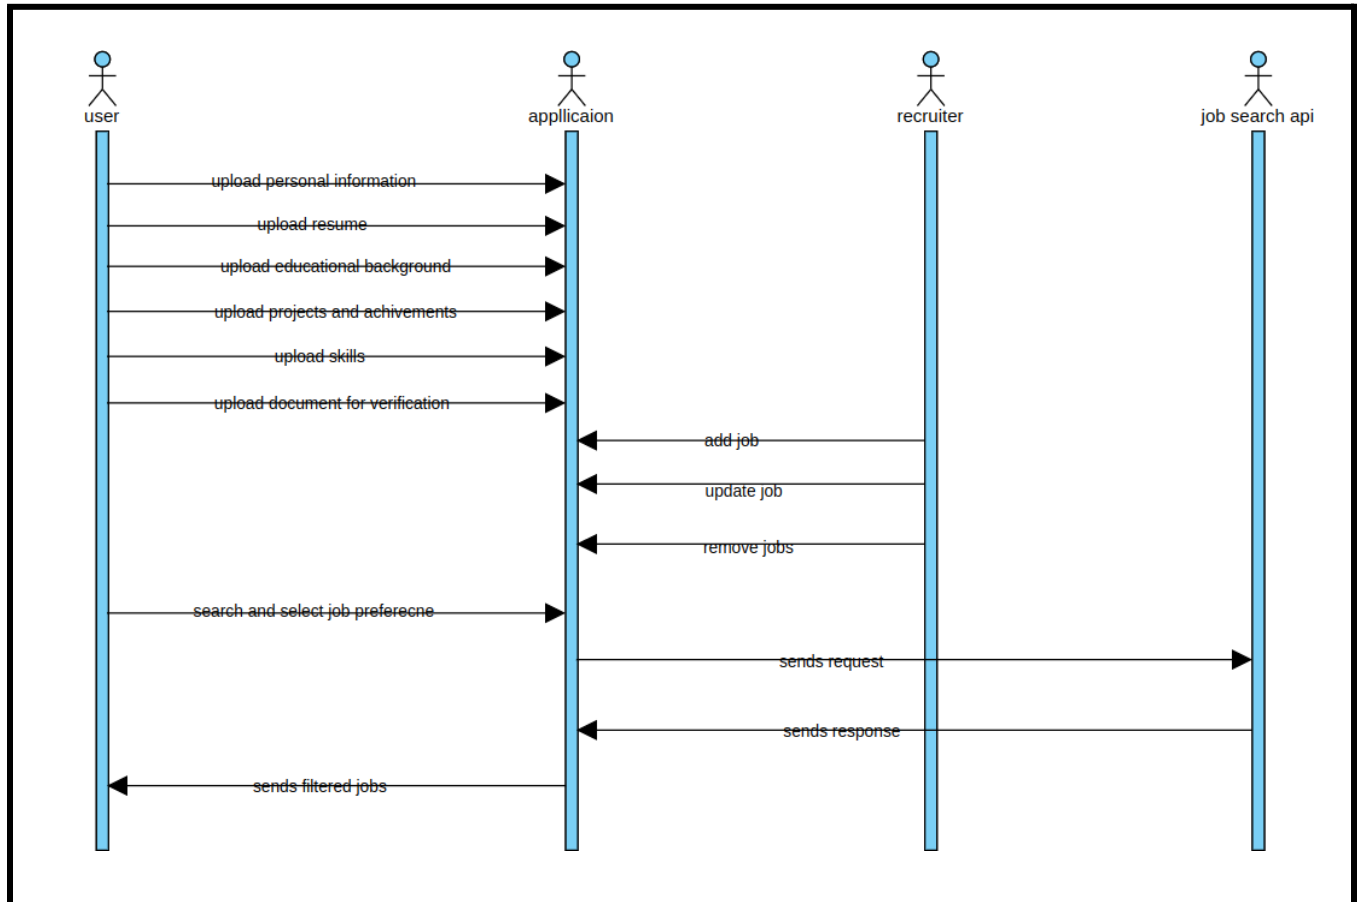 user
appllicaion
recruiter
job search api
upload personal information
upload resume
upload educational background
upload projects and achivements
upload skills
upload document for verification
add job
update job
remove jobs
search and select job preferecne
sends request
sends response
sends filtered jobs